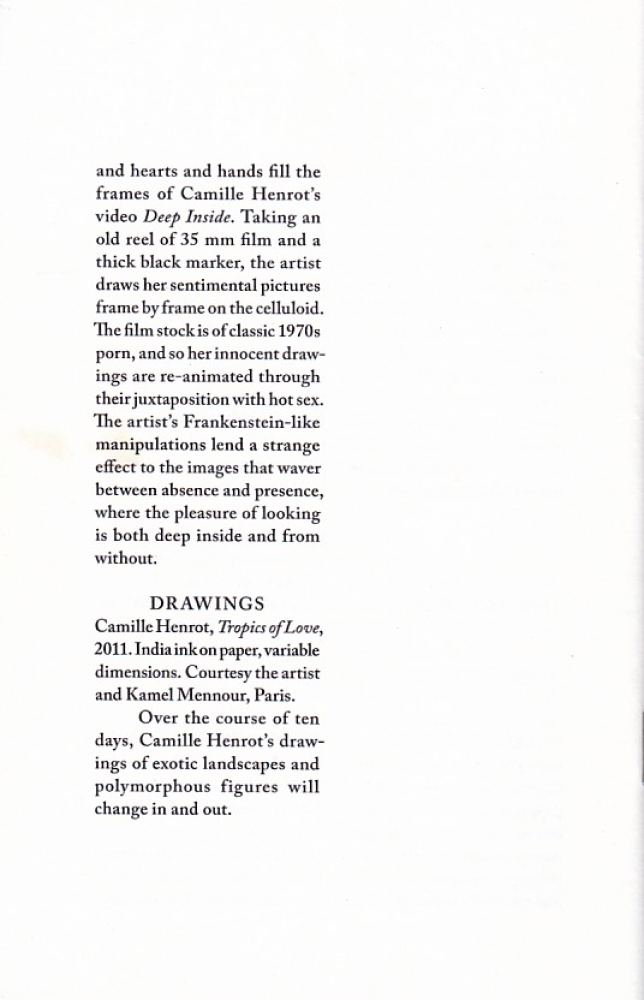 and hearts and hands fill the
frames of Camille Henrot's
video Deep Inside. Taking an
old reel of 35 mm film and a
thick black marker, the artist
draws her sentimental pictures
frame by frame on the celluloid.
The film stock is of classic 1970s
porn, and so her innocent draw-
ings are re-animated through
their juxtaposition with hot sex.
The artist's Frankenstein-like
manipulations lend a strange
effect to the images that waver
between absence and presence,
where the pleasure of looking
is both deep inside and from
without.
DRAWINGS
Camille Henrot, Tropics of Love,
2011. India ink on paper, variable
dimensions. Courtesy the artist
and Kamel Mennour, Paris.
Over the course of ten
days, Camille Henrot's draw-
ings of exotic landscapes and
polymorphous figures will
change in and out.